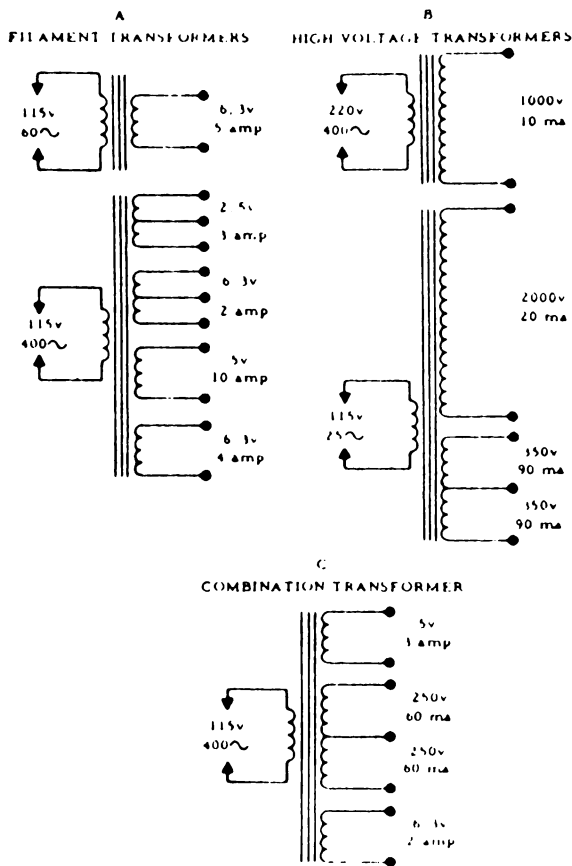 A
FILAMENT TRANSFORMERS
115v
60~
6.3v
5 amp
115v
400~
2.5v
3 amp
6.3v
2 amp
5v
10 amp
6.3v
4 amp
B
HIGH VOLTAGE TRANSFORMERS
220v
400~
1000v
10 ma
2000v
20 ma
115v
25~
350v
90 ma
350v
90 ma
C
COMBINATION TRANSFORMER
115v
400~
5v
3 amp
250v
60 ma
250v
60 ma
6.3v
2 amp